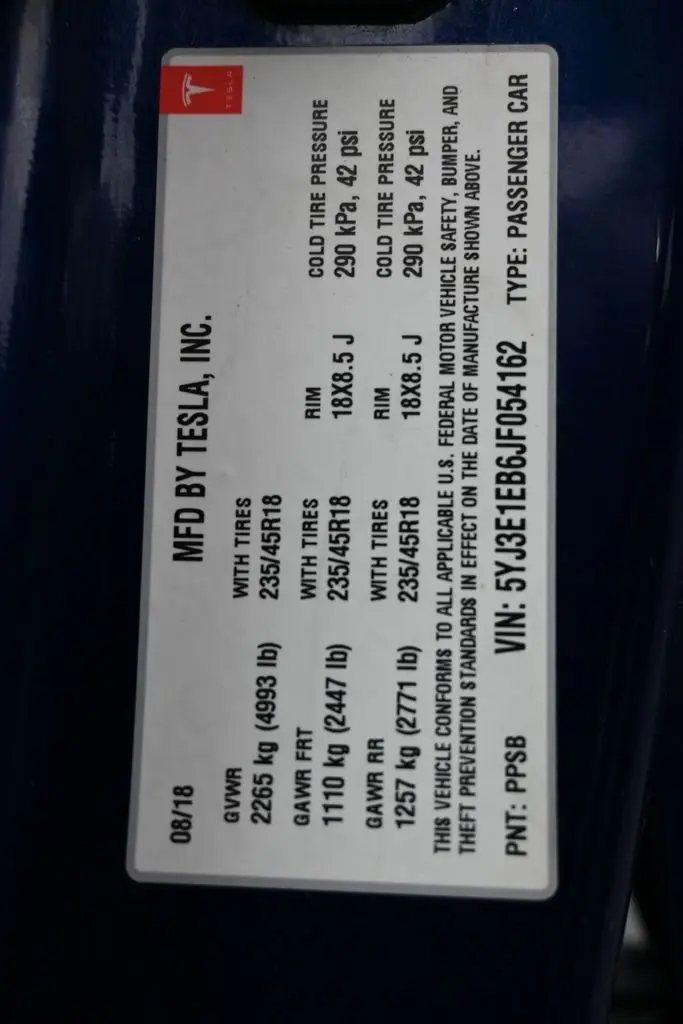 TESLA
08/18 MFD BY TESLA, INC.
GVWR WITH TIRES
2265 kg (4993 lb) 235/45R18
GAWR FRT WITH TIRES RIM COLD TIRE PRESSURE
1110 kg (2447 lb) 235/45R18 18X8.5 J 290 kPa, 42 psi
GAWR RR WITH TIRES RIM COLD TIRE PRESSURE
1257 kg (2771 lb) 235/45R18 18X8.5 J 290 kPa, 42 psi
THIS VEHICLE CONFORMS TO ALL APPLICABLE U.S. FEDERAL MOTOR VEHICLE SAFETY, BUMPER, AND
THEFT PREVENTION STANDARDS IN EFFECT ON THE DATE OF MANUFACTURE SHOWN ABOVE.
PNT: PPSB VIN: 5YJ3E1EB6JF054162 TYPE: PASSENGER CAR